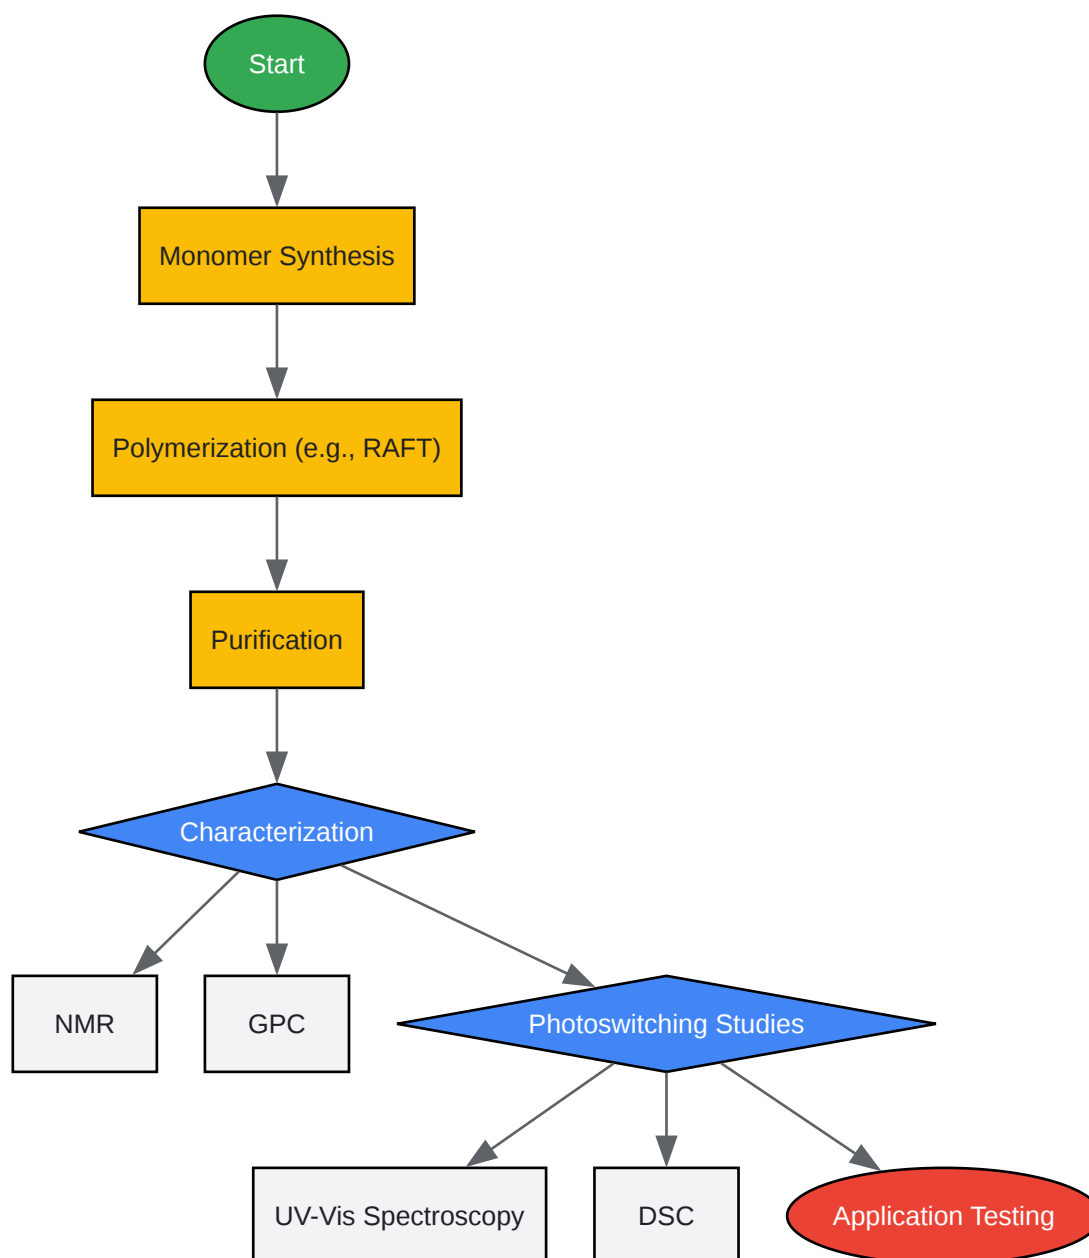 Start
Monomer Synthesis
Polymerization (e.g., RAFT)
Purification
Characterization
NMR
GPC
Photoswitching Studies
UV-Vis Spectroscopy
DSC
Application Testing